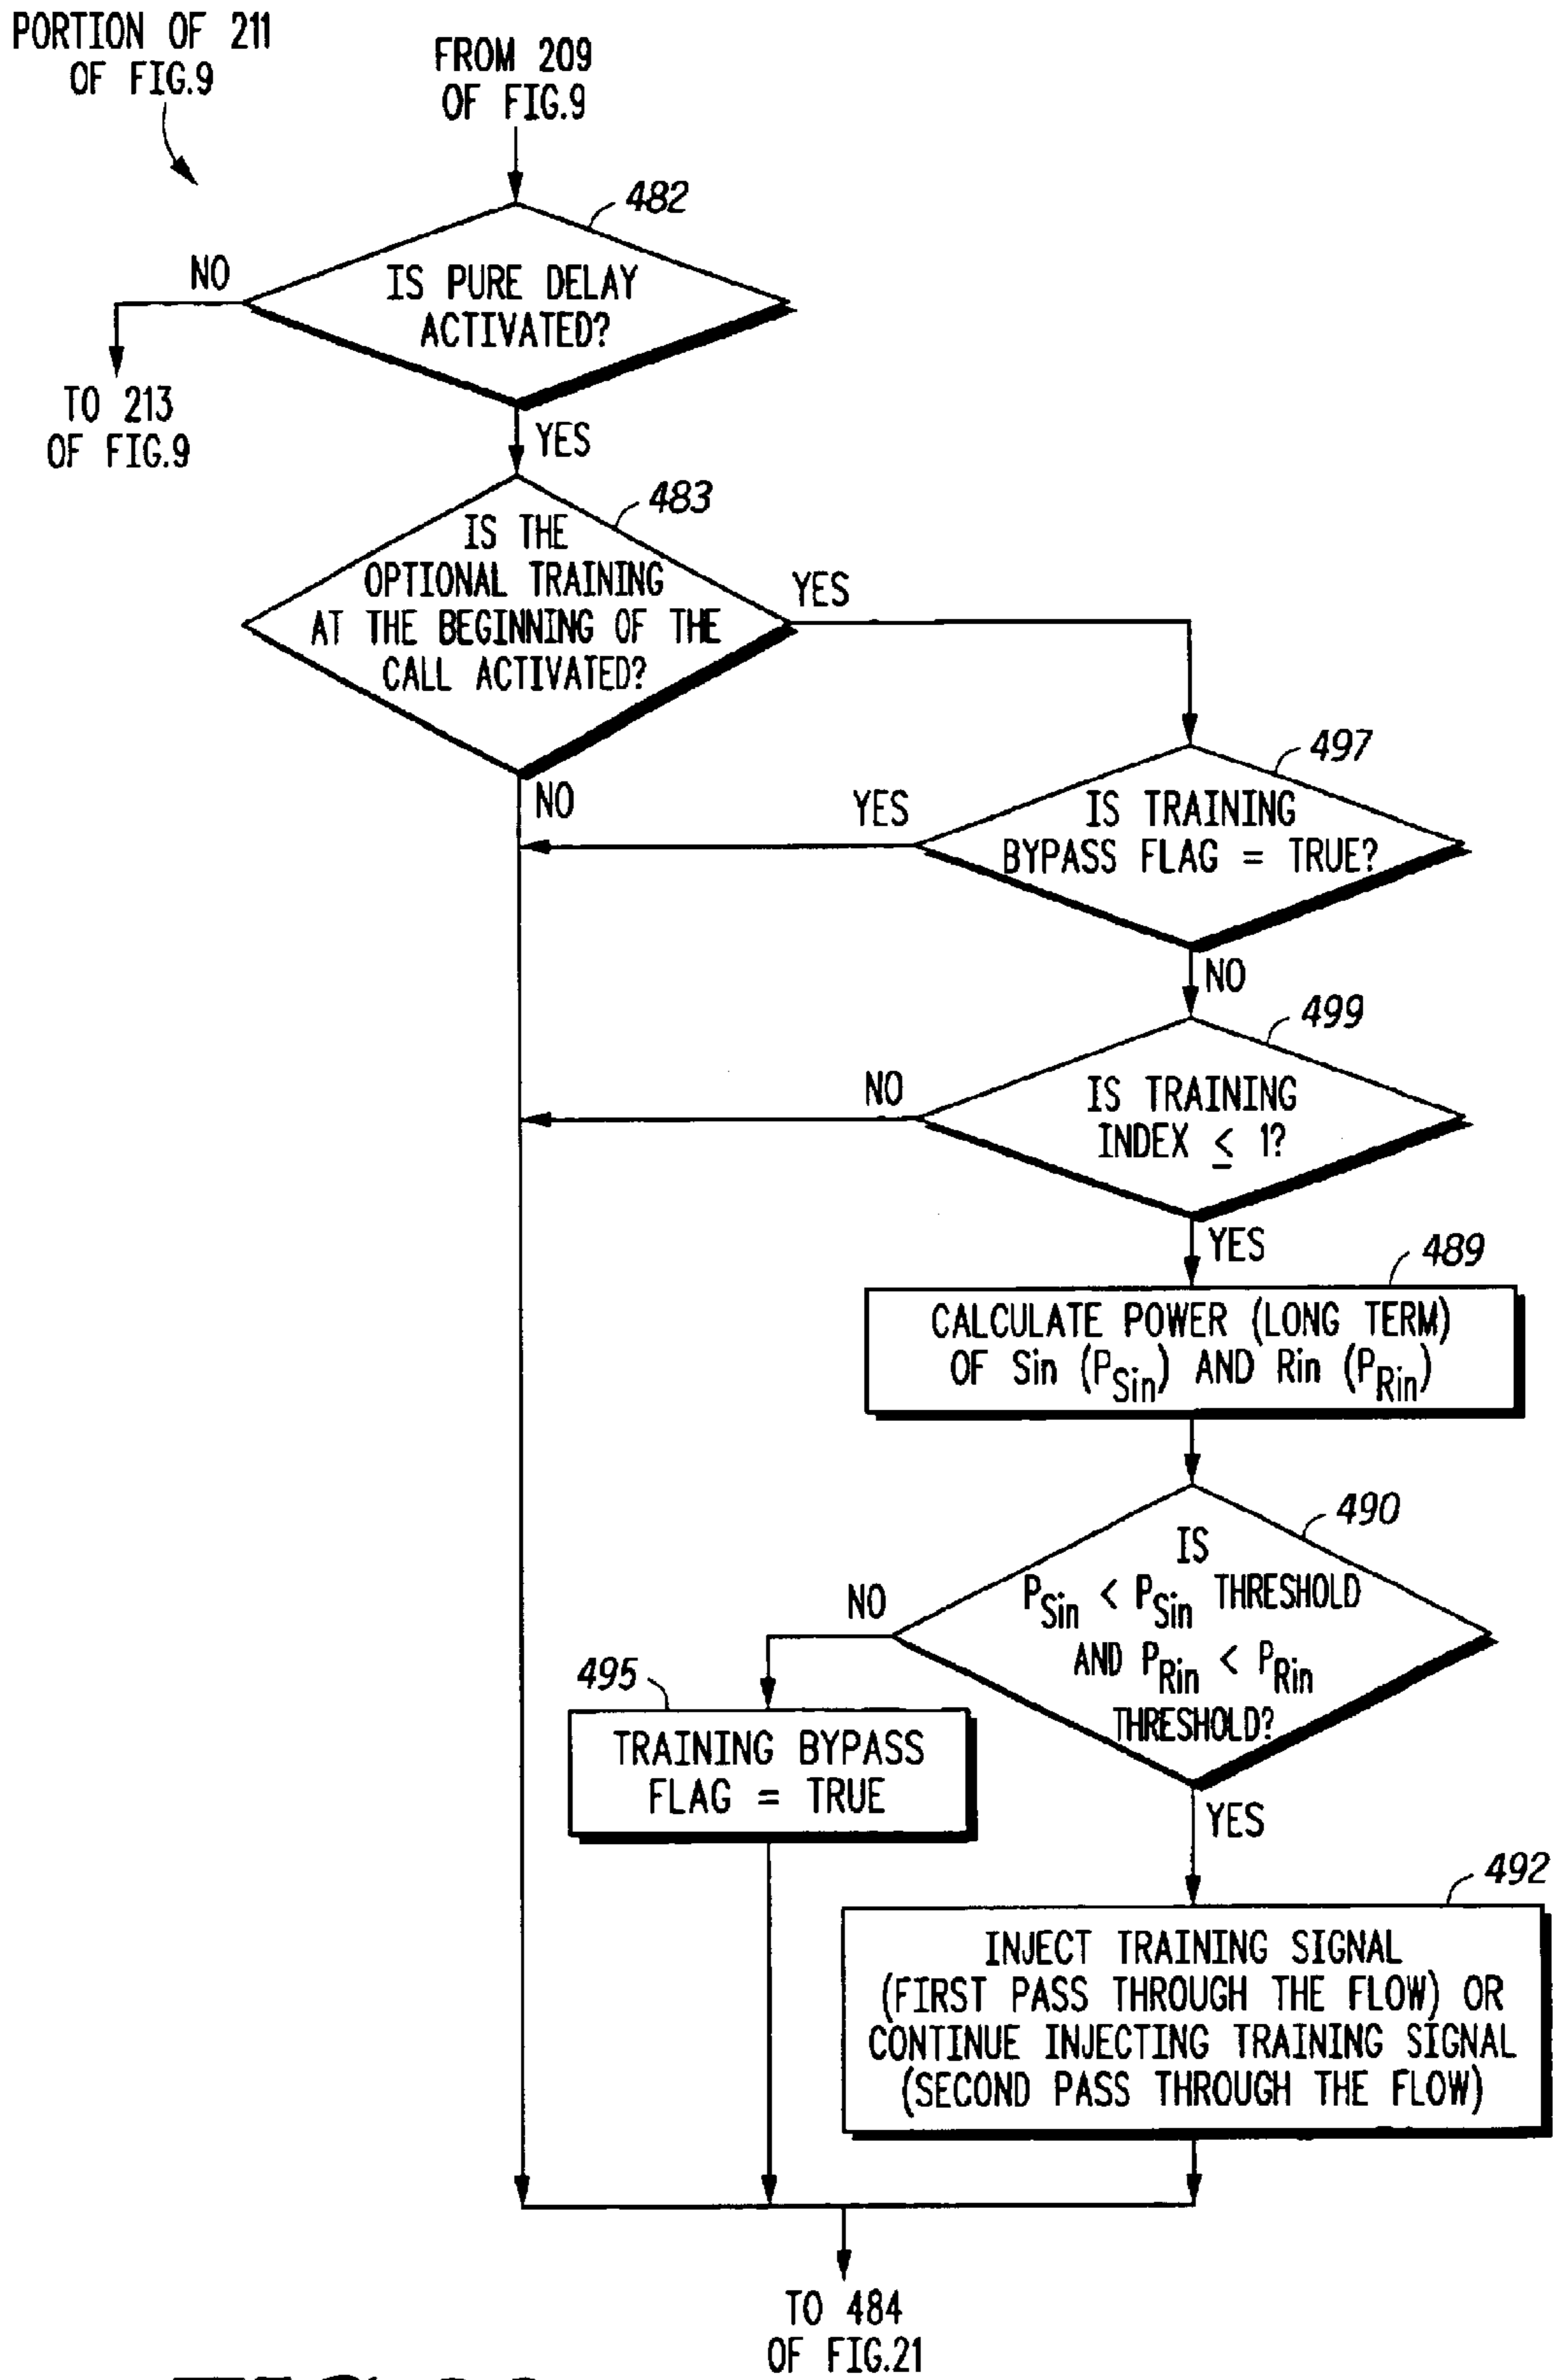 PORTION OF 211
OF FIG.9
FROM 209
OF FIG.9
482
NO
IS PURE DELAY
ACTIVATED?
TO 213
OF FIG.9
YES
483
IS THE
OPTIONAL TRAINING
AT THE BEGINNING OF THE
CALL ACTIVATED?
YES
NO
497
YES
IS TRAINING
BYPASS FLAG = TRUE?
NO
499
NO
IS TRAINING
INDEX ≤ 1?
YES
489
CALCULATE POWER (LONG TERM)
OF Sin (PSin) AND Rin (PRin)
490
IS
NO
PSin < PSin THRESHOLD
AND PRin < PRin
THRESHOLD?
495
TRAINING BYPASS
FLAG = TRUE
YES
492
INJECT TRAINING SIGNAL
(FIRST PASS THROUGH THE FLOW) OR
CONTINUE INJECTING TRAINING SIGNAL
(SECOND PASS THROUGH THE FLOW)
TO 484
OF FIG.21